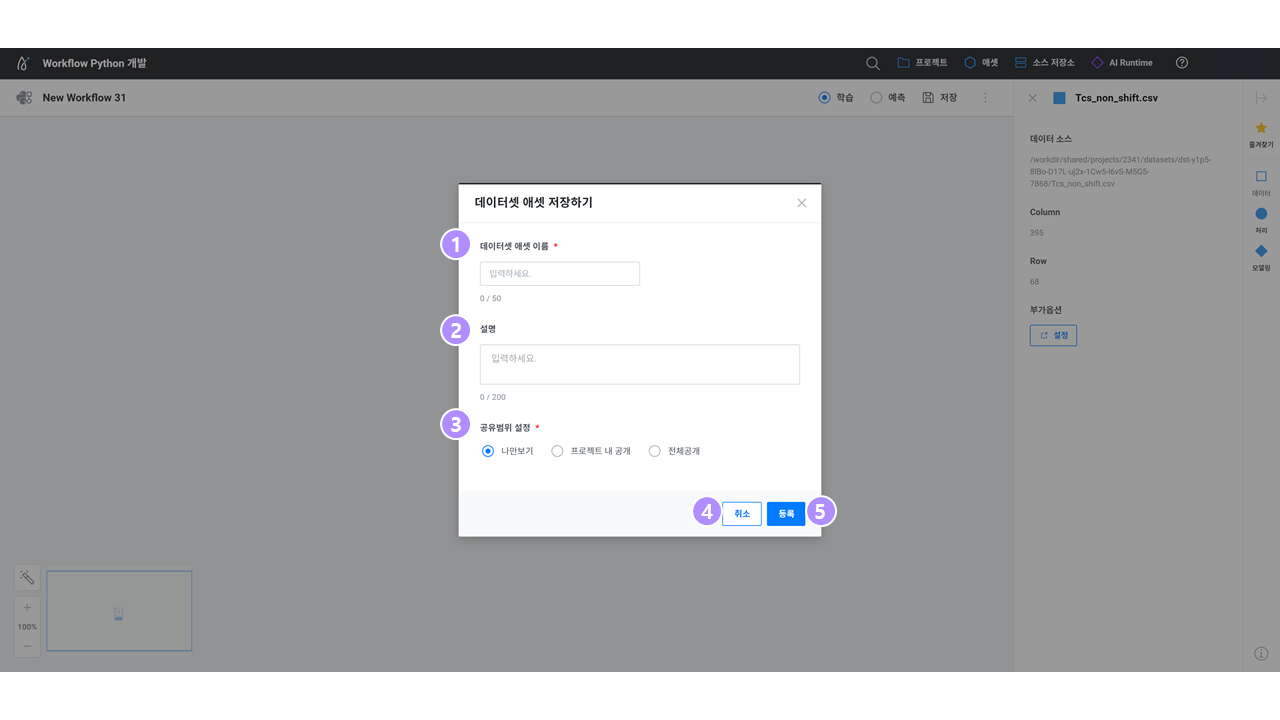 Workflow Python 개발
프로젝트
애셋
소스 저장소
AI Runtime
New Workflow 31
학습
예측
저장
Tcs_non_shift.csv
즐겨찾기
데이터
처리
모델링
데이터 소스
/workdir/shared/projects/2341/datasets/dst-y1p5-
8IBo-D17L-uj2x-1Cw5-I6vS-M5G5-
7868/Tcs_non_shift.csv
Column
395
Row
68
부가옵션
설정
데이터셋 애셋 저장하기
1
데이터셋 애셋 이름 *
입력하세요.
0 / 50
2
설명
입력하세요.
0 / 200
3
공유범위 설정 *
나만보기
프로젝트 내 공개
전체공개
4
취소
등록
5
100%